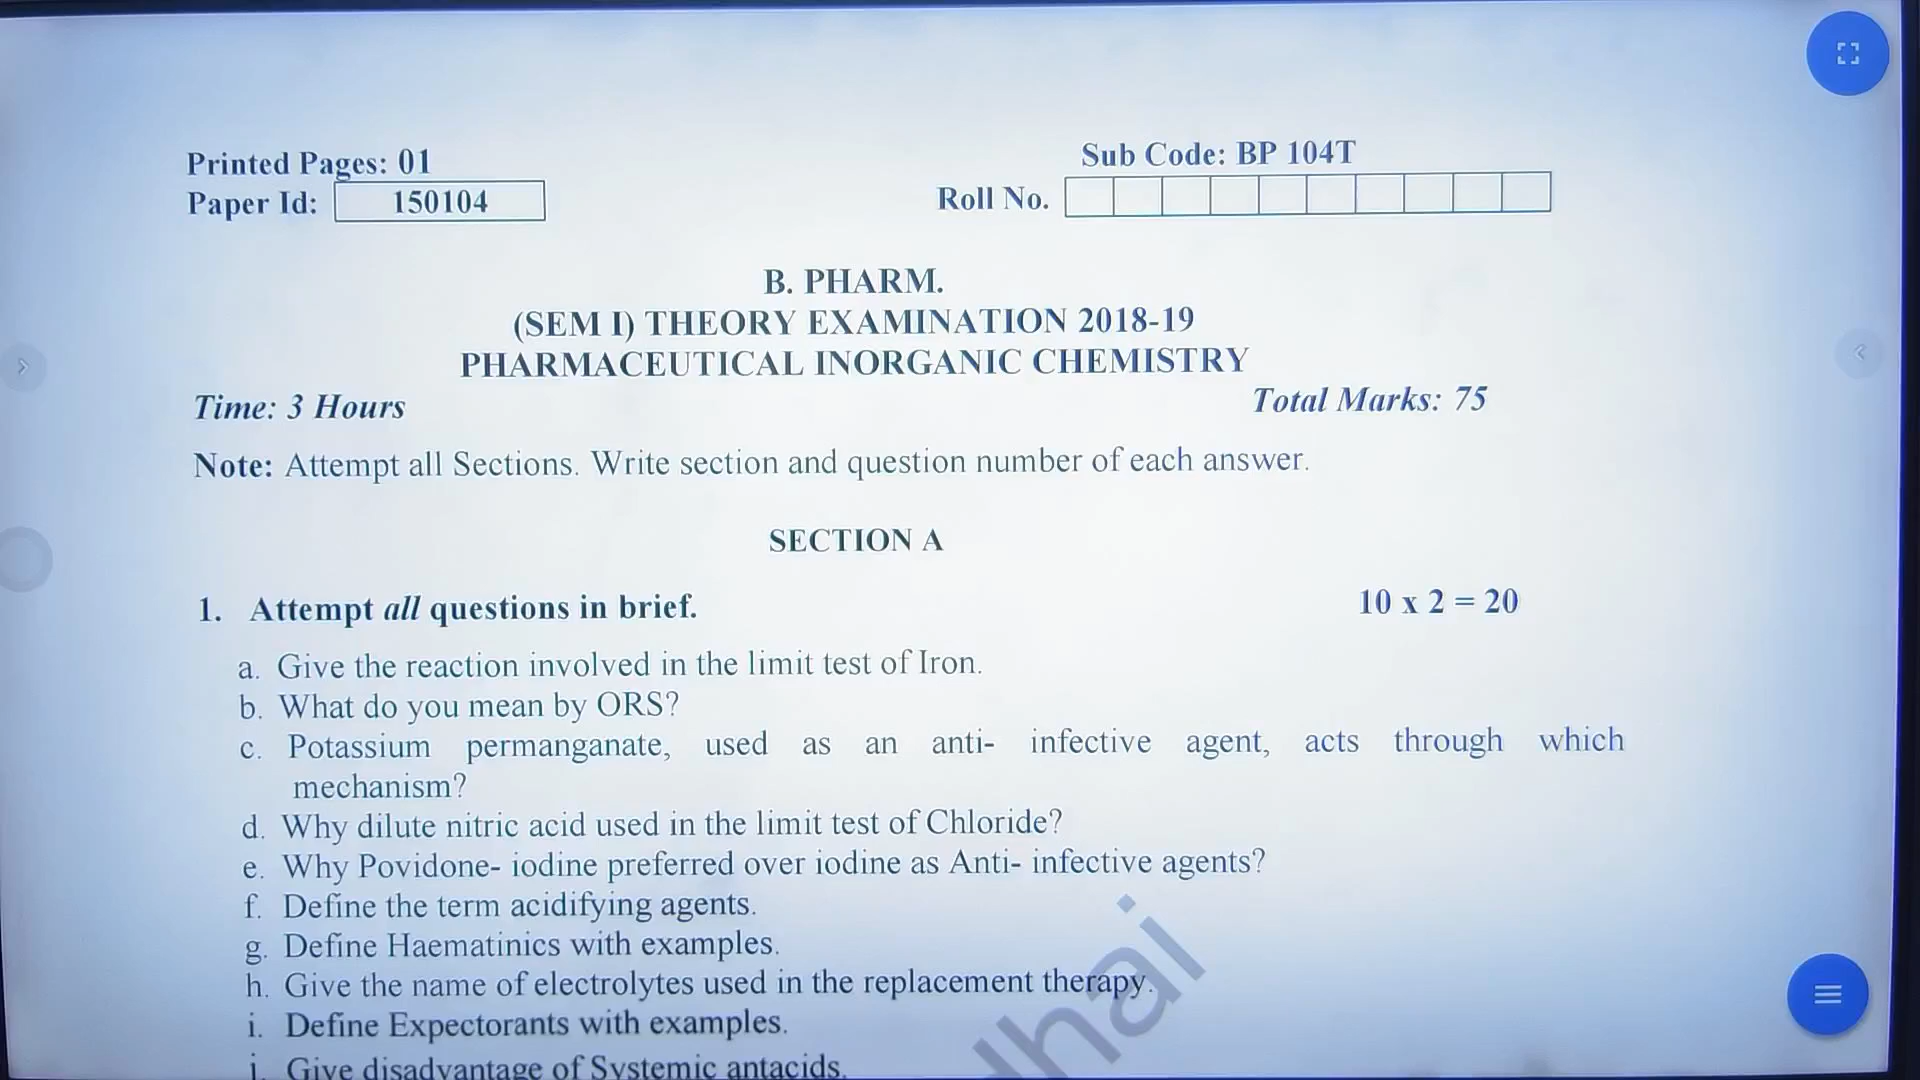 Printed Pages: 01
Sub Code: BP 104T
Paper Id: 150104
Roll No.
B. PHARM.
(SEM I) THEORY EXAMINATION 2018-19
PHARMACEUTICAL INORGANIC CHEMISTRY
Time: 3 Hours
Total Marks: 75
Note: Attempt all Sections. Write section and question number of each answer.
SECTION A
1. Attempt all questions in brief. 10 x 2 = 20
a. Give the reaction involved in the limit test of Iron.
b. What do you mean by ORS?
c. Potassium permanganate, used as an anti- infective agent, acts through which
mechanism?
d. Why dilute nitric acid used in the limit test of Chloride?
e. Why Povidone- iodine preferred over iodine as Anti- infective agents?
f. Define the term acidifying agents.
g. Define Haematinics with examples.
h. Give the name of electrolytes used in the replacement therapy.
i. Define Expectorants with examples.
j. Give disadvantage of Systemic antacids.